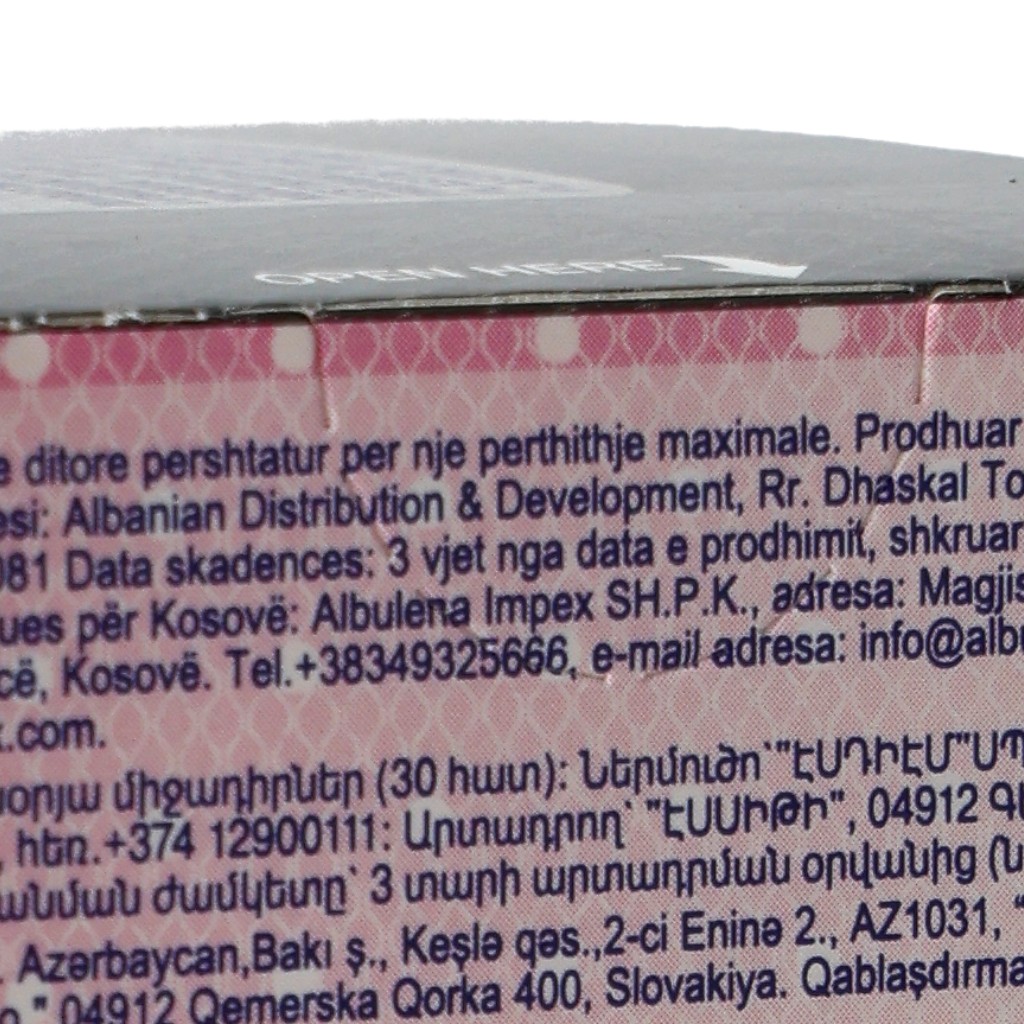 OPEN HERE
ditore pershtatur per nje perthithje maximale. Prodhuar
esi: Albanian Distribution & Development, Rr. Dhaskal To
081 Data skadences: 3 vjet nga data e prodhimit, shkruar
ues për Kosovë: Albulena Impex SH.P.K., adresa: Magjis
cë, Kosovë. Tel.+38349325666, e-mail adresa: info@albu
.com.
օրյա միջադիրներ (30 հատ): Ներմուծող՝ "ԷՍԴԻԷՄ"ՍՊ
, հեռ.+374 12900111: Արտադրող՝ "ԷՍՍԻԹԻ", 04912 Գե
անման ժամկետը՝ 3 տարի արտադրման օրվանից (ն
. Azərbaycan,Bakı ş., Keşlə qəs.,2-ci Eninə 2., AZ1031, "
o." 04912 Qemerska Qorka 400, Slovakiya. Qablaşdırma